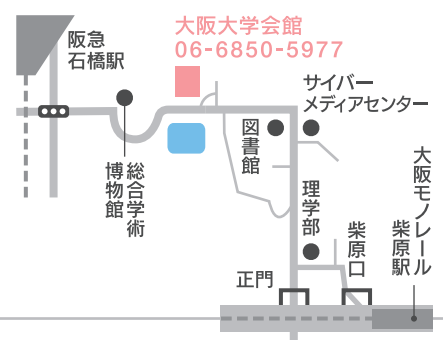 大阪大学会館
06-6850-5977
阪急
石橋駅
サイバー
メディアセンター
図書館
総合学術
博物館
理学部
柴原口
大阪モノレール
柴原駅
正門